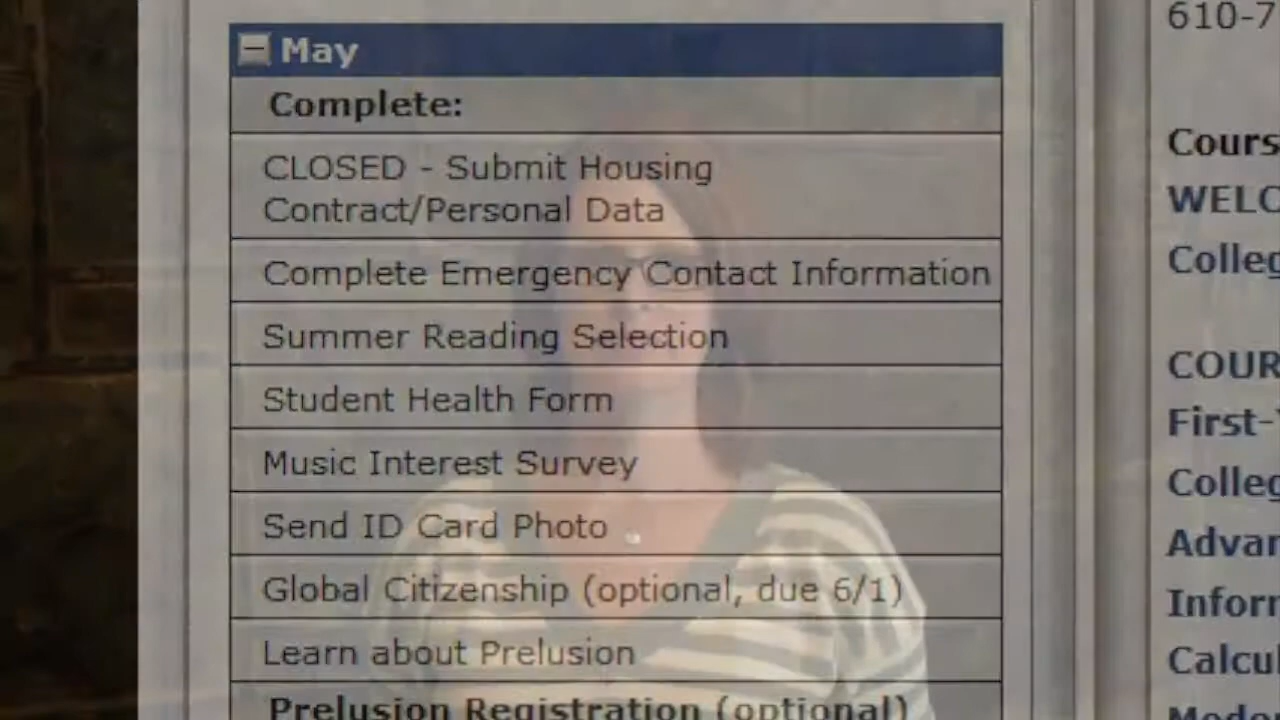 May
Complete:
CLOSED - Submit Housing
Contract/Personal Data
Complete Emergency Contact Information
Summer Reading Selection
Student Health Form
Music Interest Survey
Send ID Card Photo
Global Citizenship (optional, due 6/1)
Learn about Prelusion
Prelusion Registration (optional)
610-7
Cours
WELC
Colleg
COUR
First-
Colleg
Advan
Inforr
Calcul